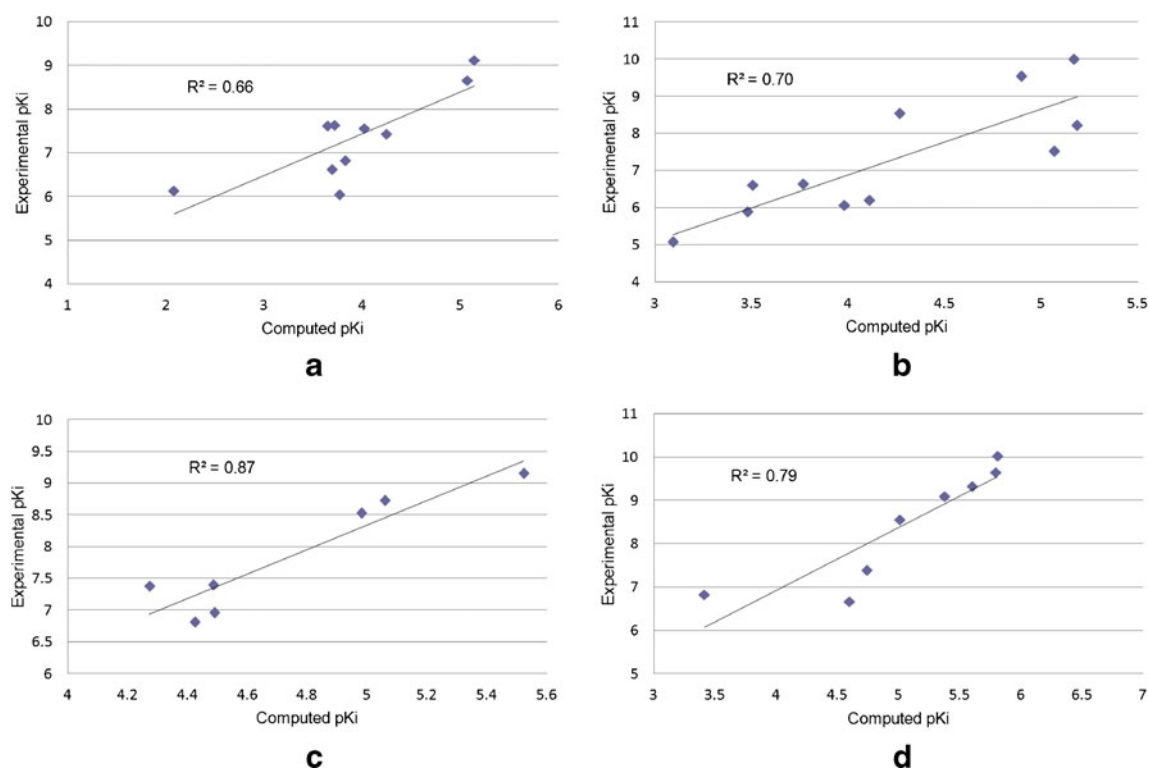 10
9
8
7
6
5
4
Experimental pKi
R² = 0.66
1 2 3 4 5 6
Computed pKi
a
11
10
9
8
7
6
5
4
Experimental pKi
R² = 0.70
3 3.5 4 4.5 5 5.5
Computed pKi
b
10
9.5
9
8.5
8
7.5
7
6.5
6
Experimental pKi
R² = 0.87
4 4.2 4.4 4.6 4.8 5 5.2 5.4 5.6
Computed pKi
c
11
10
9
8
7
6
5
Experimental pKi
R² = 0.79
3 3.5 4 4.5 5 5.5 6 6.5 7
Computed pKi
d